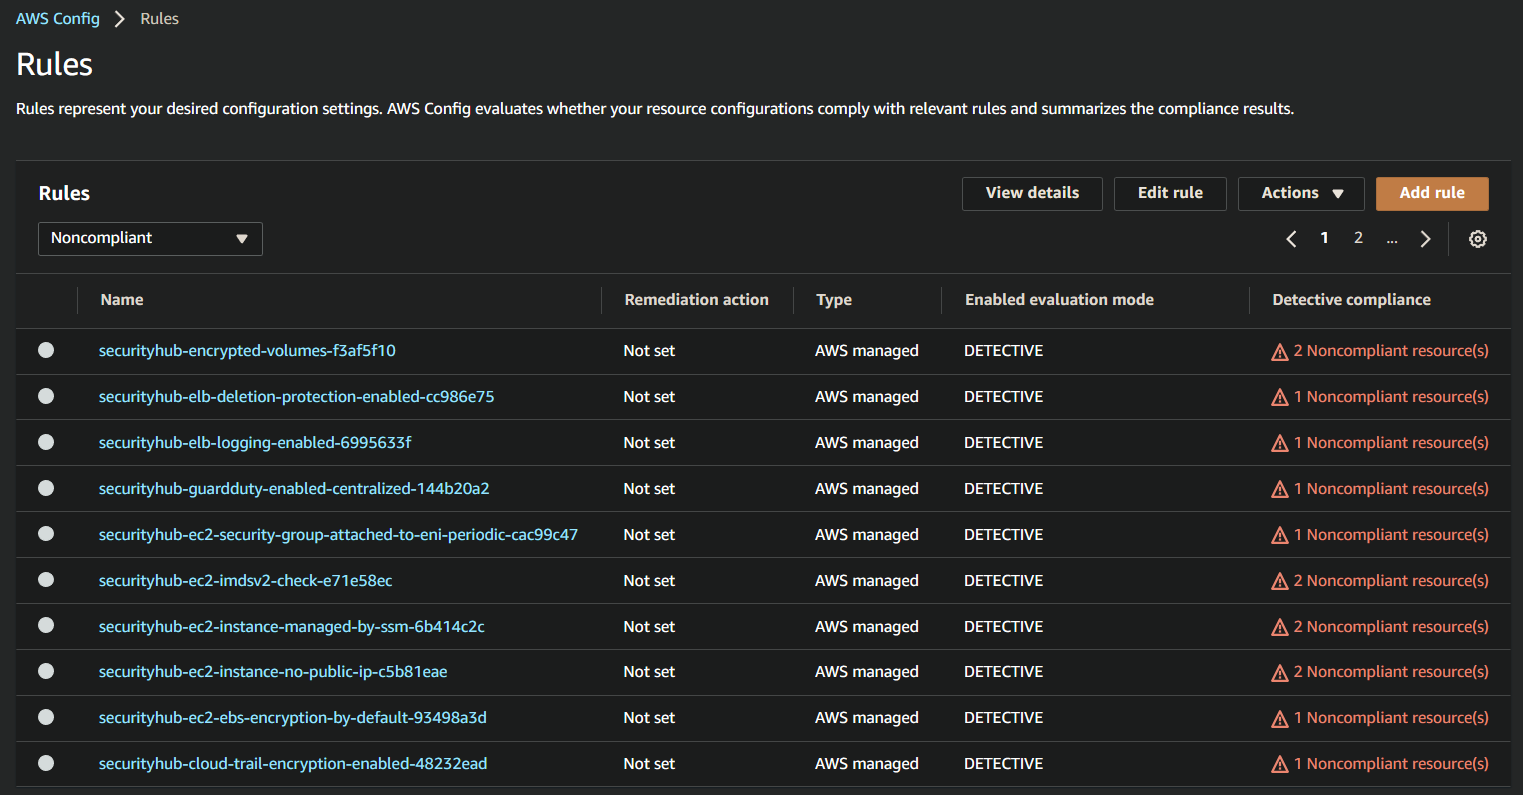 AWS Config > Rules
Rules
Rules represent your desired configuration settings. AWS Config evaluates whether your resource configurations comply with relevant rules and summarizes the compliance results.
Rules View details Edit rule Actions Add rule
Noncompliant 1 2 ...
Name Remediation action Type Enabled evaluation mode Detective compliance
securityhub-encrypted-volumes-f3af5f10 Not set AWS managed DETECTIVE 2 Noncompliant resource(s)
securityhub-elb-deletion-protection-enabled-cc986e75 Not set AWS managed DETECTIVE 1 Noncompliant resource(s)
securityhub-elb-logging-enabled-6995633f Not set AWS managed DETECTIVE 1 Noncompliant resource(s)
securityhub-guardduty-enabled-centralized-144b20a2 Not set AWS managed DETECTIVE 1 Noncompliant resource(s)
securityhub-ec2-security-group-attached-to-eni-periodic-cac99c47 Not set AWS managed DETECTIVE 1 Noncompliant resource(s)
securityhub-ec2-imdsv2-check-e71e58ec Not set AWS managed DETECTIVE 2 Noncompliant resource(s)
securityhub-ec2-instance-managed-by-ssm-6b414c2c Not set AWS managed DETECTIVE 2 Noncompliant resource(s)
securityhub-ec2-instance-no-public-ip-c5b81eae Not set AWS managed DETECTIVE 2 Noncompliant resource(s)
securityhub-ec2-ebs-encryption-by-default-93498a3d Not set AWS managed DETECTIVE 1 Noncompliant resource(s)
securityhub-cloud-trail-encryption-enabled-48232ead Not set AWS managed DETECTIVE 1 Noncompliant resource(s)